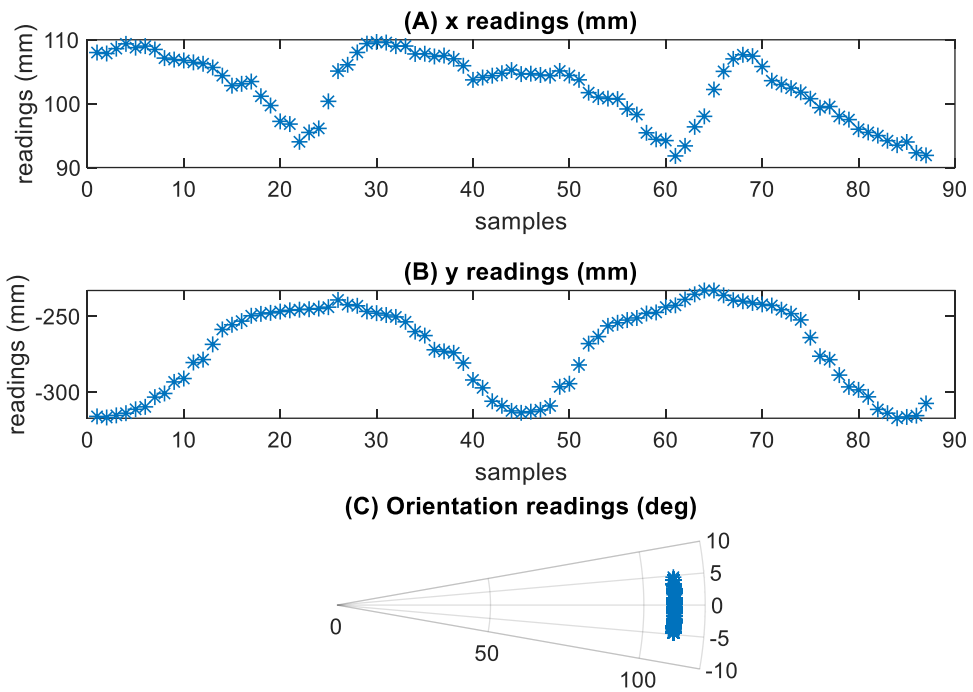 (A) x readings (mm)
readings (mm)
110
100
90
0 10 20 30 40 50 60 70 80 90
samples
(B) y readings (mm)
readings (mm)
-250
-300
0 10 20 30 40 50 60 70 80 90
samples
(C) Orientation readings (deg)
10
5
0
-5
-10
0
50
100